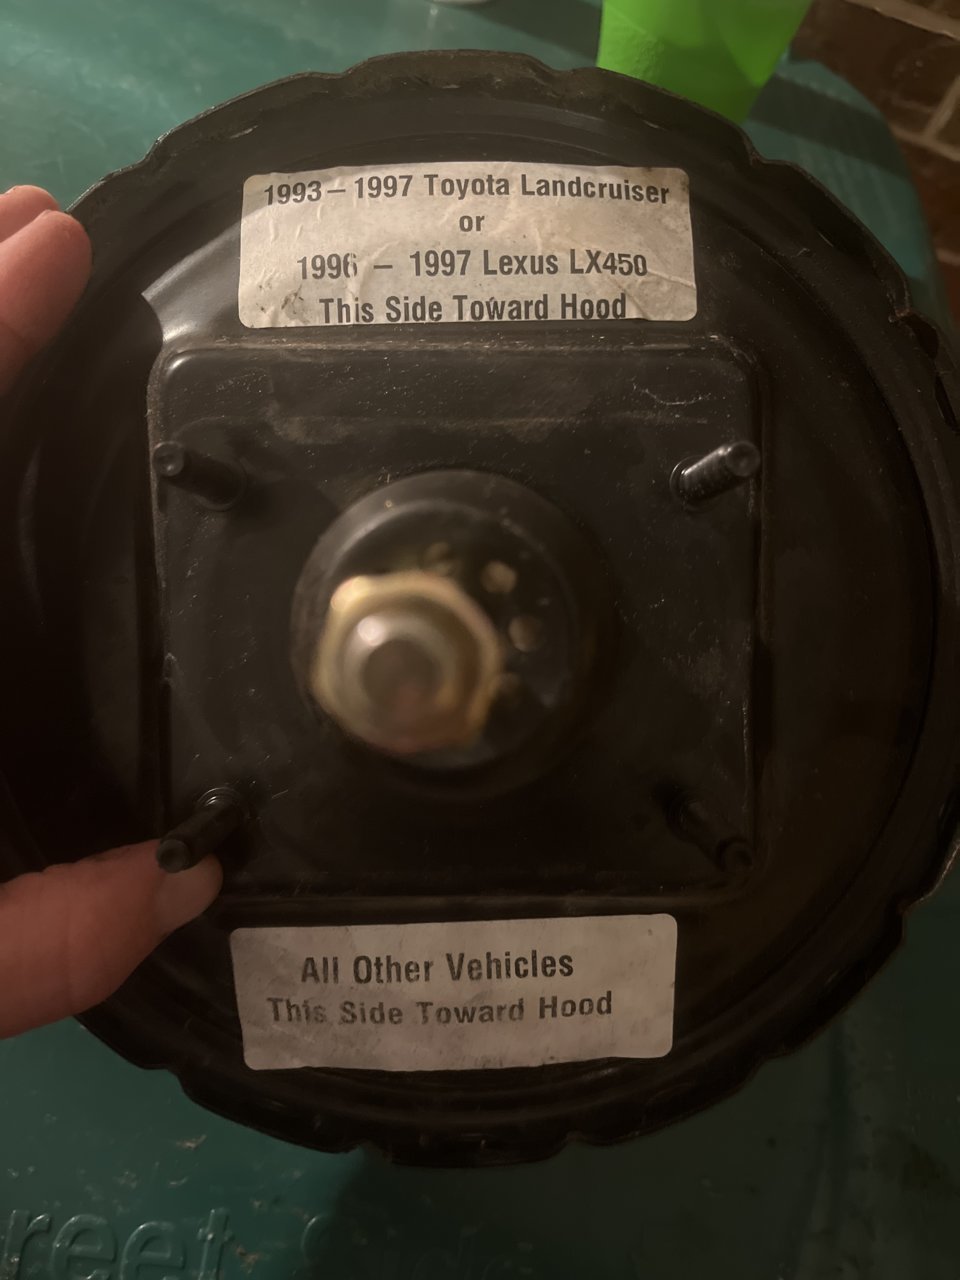 1993 – 1997 Toyota Landcruiser
or
1996 – 1997 Lexus LX450
This Side Toward Hood
All Other Vehicles
This Side Toward Hood